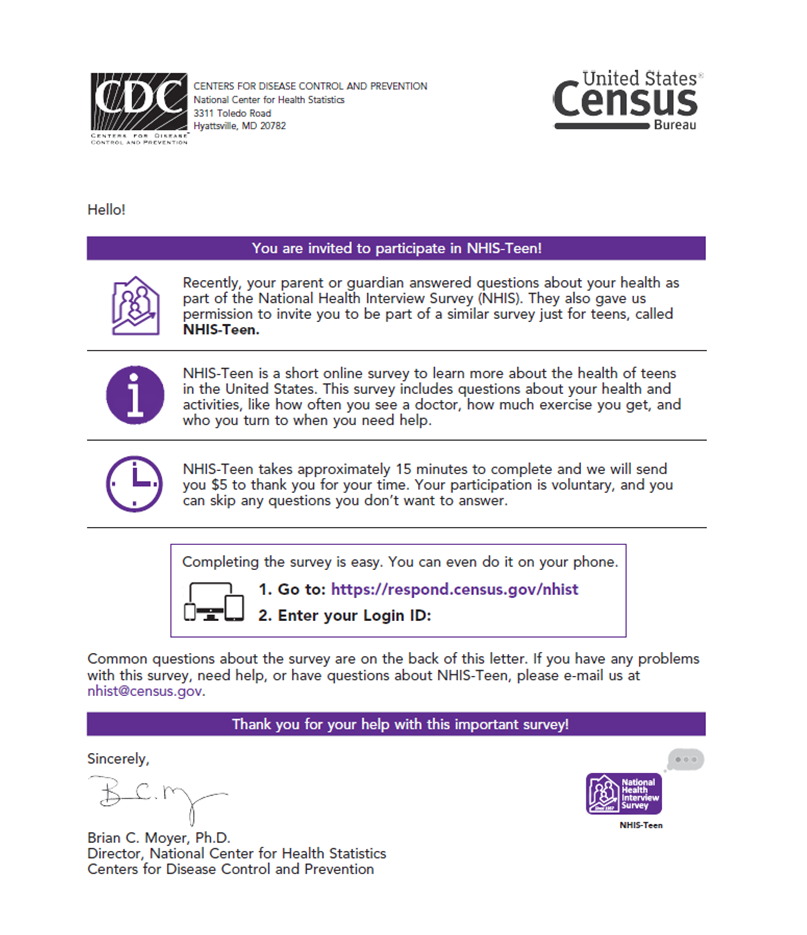 CDC
CENTERS FOR DISEASE
CONTROL AND PREVENTION
CENTERS FOR DISEASE CONTROL AND PREVENTION
National Center for Health Statistics
3311 Toledo Road
Hyattsville, MD 20782
United States®
Census
Bureau
Hello!
You are invited to participate in NHIS-Teen!
Recently, your parent or guardian answered questions about your health as
part of the National Health Interview Survey (NHIS). They also gave us
permission to invite you to be part of a similar survey just for teens, called
NHIS-Teen.
i
NHIS-Teen is a short online survey to learn more about the health of teens
in the United States. This survey includes questions about your health and
activities, like how often you see a doctor, how much exercise you get, and
who you turn to when you need help.
NHIS-Teen takes approximately 15 minutes to complete and we will send
you $5 to thank you for your time. Your participation is voluntary, and you
can skip any questions you don’t want to answer.
Completing the survey is easy. You can even do it on your phone.
1. Go to: https://respond.census.gov/nhist
2. Enter your Login ID:
Common questions about the survey are on the back of this letter. If you have any problems
with this survey, need help, or have questions about NHIS-Teen, please e-mail us at
nhist@census.gov.
Thank you for your help with this important survey!
Sincerely,
B C. M
Brian C. Moyer, Ph.D.
Director, National Center for Health Statistics
Centers for Disease Control and Prevention
National
Health
Interview
Survey
Since 1957
NHIS-Teen